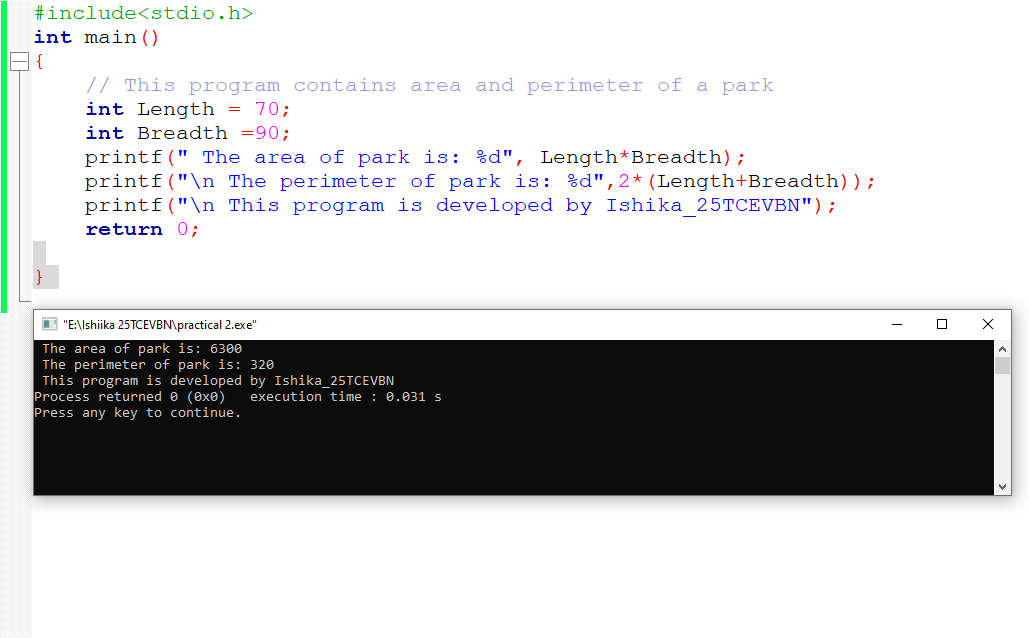 #include<stdio.h>
int main()
{
    // This program contains area and perimeter of a park
    int Length = 70;
    int Breadth =90;
    printf(" The area of park is: %d", Length*Breadth);
    printf("\n The perimeter of park is: %d",2*(Length+Breadth));
    printf("\n This program is developed by Ishika_25TCEVBN");
    return 0;
}
"E:\Ishiika 25TCEVBN\practical 2.exe"
 The area of park is: 6300
 The perimeter of park is: 320
 This program is developed by Ishika_25TCEVBN
Process returned 0 (0x0)   execution time : 0.031 s
Press any key to continue.